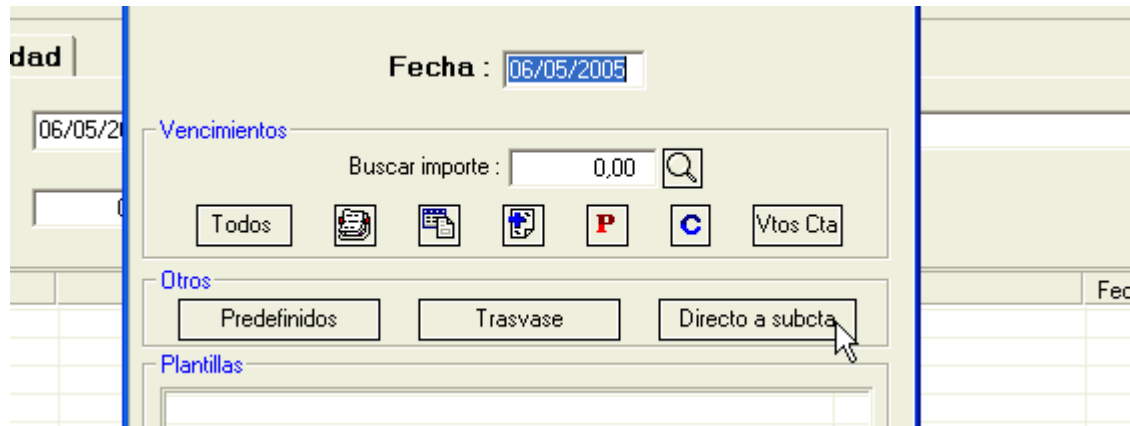 dad
Fecha : 06/05/2005
06/05/2
Vencimientos
Buscar importe : 0,00
Todos P C Vtos Cta
Otros
Predefinidos Trasvase Directo a subcta
Fec
Plantillas